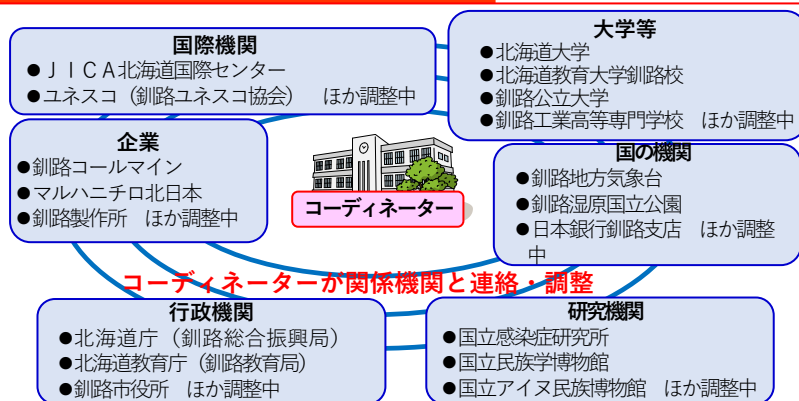 国際機関
●ＪＩＣＡ北海道国際センター
●ユネスコ（釧路ユネスコ協会）　ほか調整中
大学等
●北海道大学
●北海道教育大学釧路校
●釧路公立大学
●釧路工業高等専門学校　ほか調整中
企業
●釧路コールマイン
●マルハニチロ北日本
●釧路製作所　ほか調整中
コーディネーター
国の機関
●釧路地方気象台
●釧路湿原国立公園
●日本銀行釧路支店　ほか調整
中
コーディネーターが関係機関と連絡・調整
行政機関
●北海道庁（釧路総合振興局）
●北海道教育庁（釧路教育局）
●釧路市役所　ほか調整中
研究機関
●国立感染症研究所
●国立民族学博物館
●国立アイヌ民族博物館　ほか調整中